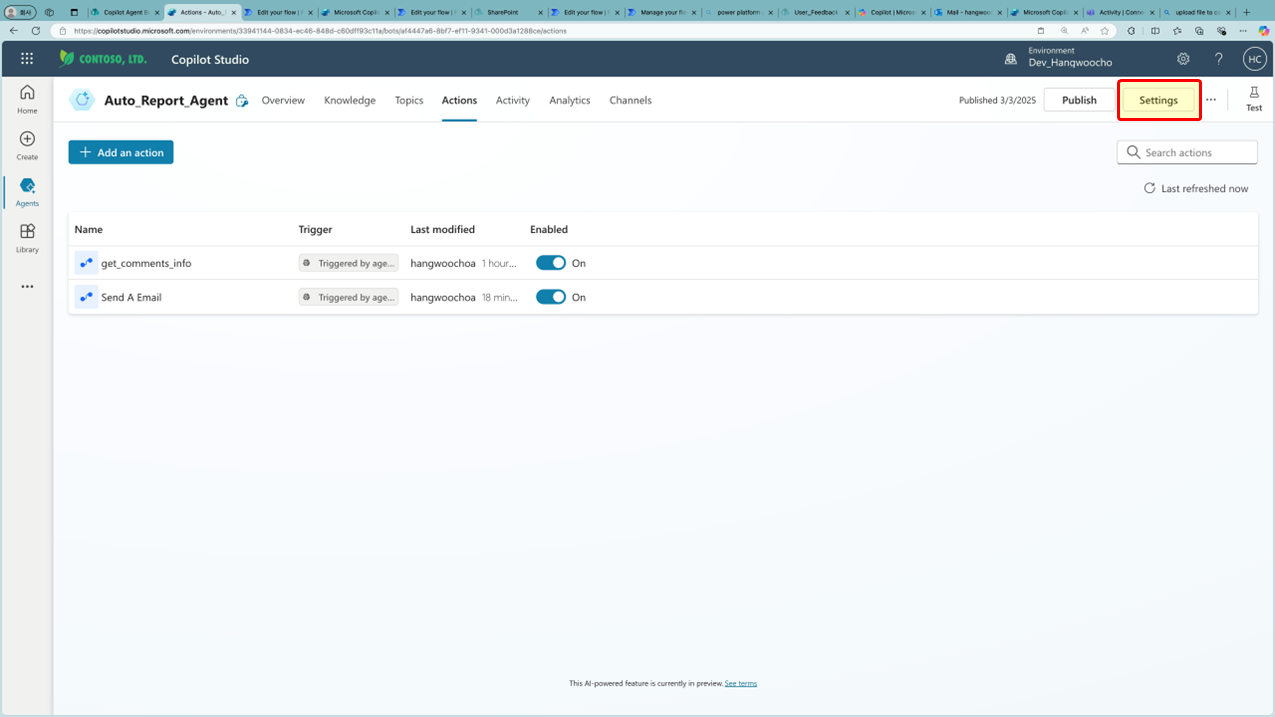 회사
Copilot Agent B
Actions - Auto_
Edit your flow |
Microsoft Copil
Edit your flow |
SharePoint
Edit your flow |
Manage your fl
power platform
User_Feedback
Copilot | Micros
Mail - hangwoo
Microsoft Copil
Activity | Conne
upload file to co
https://copilotstudio.microsoft.com/environments/33941144-0834-ec46-848d-c60dff93c11a/bots/af4447a6-8bf7-ef11-9341-000d3a1288ce/actions
CONTOSO, LTD.
Copilot Studio
Environment
Dev_Hangwoocho
?
HC
Home
Create
Agents
Library
Auto_Report_Agent
Overview
Knowledge
Topics
Actions
Activity
Analytics
Channels
Published 3/3/2025
Publish
Settings
Test
+ Add an action
Search actions
Last refreshed now
Name Trigger Last modified Enabled
get_comments_info Triggered by age... hangwoochoa 1 hour... On
Send A Email Triggered by age... hangwoochoa 18 min... On
This AI-powered feature is currently in preview. See terms